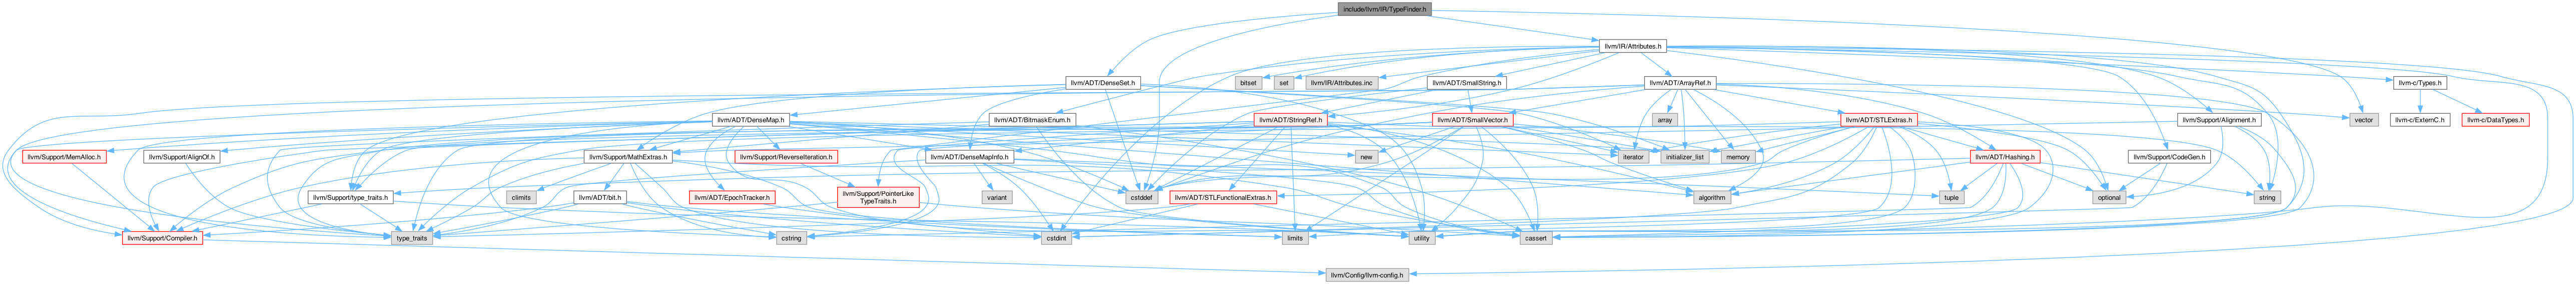 include/llvm/IR/TypeFinder.h
llvm/IR/Attributes.h
llvm/ADT/DenseSet.h
bitset
set
llvm/IR/Attributes.inc
llvm/ADT/SmallString.h
llvm/ADT/ArrayRef.h
llvm-c/Types.h
llvm/ADT/DenseMap.h
llvm/ADT/BitmaskEnum.h
llvm/ADT/StringRef.h
llvm/ADT/SmallVector.h
array
llvm/ADT/STLExtras.h
llvm/Support/Alignment.h
vector
llvm-c/ExternC.h
llvm-c/DataTypes.h
llvm/Support/MemAlloc.h
llvm/Support/AlignOf.h
llvm/Support/MathExtras.h
new
llvm/Support/ReverseIteration.h
llvm/ADT/DenseMapInfo.h
iterator
initializer_list
memory
llvm/ADT/Hashing.h
llvm/Support/CodeGen.h
climits
llvm/Support/type_traits.h
llvm/ADT/bit.h
llvm/ADT/EpochTracker.h
llvm/Support/PointerLike
TypeTraits.h
variant
cstddef
llvm/ADT/STLFunctionalExtras.h
algorithm
tuple
optional
string
llvm/Support/Compiler.h
type_traits
cstring
cstdint
limits
utility
cassert
llvm/Config/llvm-config.h